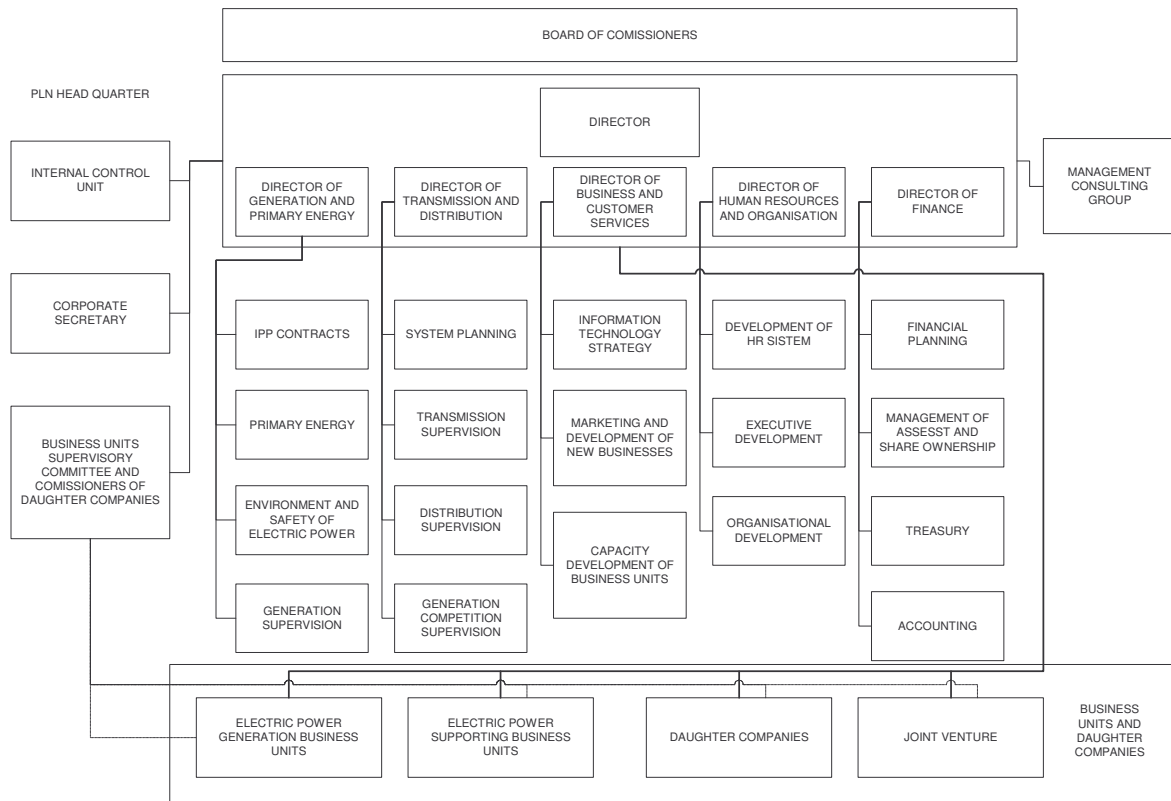 BOARD OF COMISSIONERS
PLN HEAD QUARTER
DIRECTOR
INTERNAL CONTROL
UNIT
DIRECTOR OF
GENERATION AND
PRIMARY ENERGY
DIRECTOR OF
TRANSMISSION AND
DISTRIBUTION
DIRECTOR OF
BUSINESS AND
CUSTOMER
SERVICES
DIRECTOR OF
HUMAN RESOURCES
AND ORGANISATION
DIRECTOR OF
FINANCE
MANAGEMENT
CONSULTING
GROUP
CORPORATE
SECRETARY
IPP CONTRACTS
SYSTEM PLANNING
INFORMATION
TECHNOLOGY
STRATEGY
DEVELOPMENT OF
HR SISTEM
FINANCIAL
PLANNING
BUSINESS UNITS
SUPERVISORY
COMMITTEE AND
COMISSIONERS OF
DAUGHTER COMPANIES
PRIMARY ENERGY
TRANSMISSION
SUPERVISION
MARKETING AND
DEVELOPMENT OF
NEW BUSINESSES
EXECUTIVE
DEVELOPMENT
MANAGEMENT OF
ASSESST AND
SHARE OWNERSHIP
ENVIRONMENT AND
SAFETY OF
ELECTRIC POWER
DISTRIBUTION
SUPERVISION
CAPACITY
DEVELOPMENT OF
BUSINESS UNITS
ORGANISATIONAL
DEVELOPMENT
TREASURY
GENERATION
SUPERVISION
GENERATION
COMPETITION
SUPERVISION
ACCOUNTING
ELECTRIC POWER
GENERATION BUSINESS
UNITS
ELECTRIC POWER
SUPPORTING BUSINESS
UNITS
DAUGHTER COMPANIES
JOINT VENTURE
BUSINESS
UNITS AND
DAUGHTER
COMPANIES